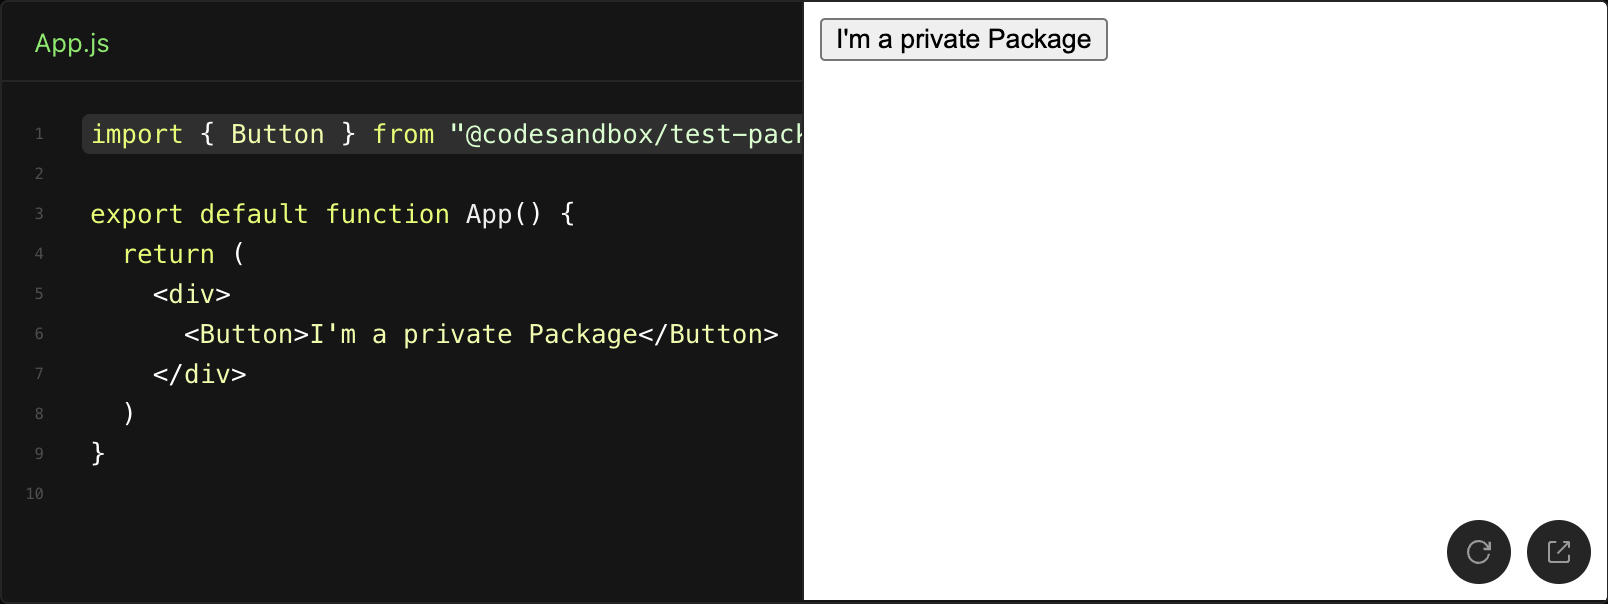 App.js
1 import { Button } from "@codesandbox/test-pack
2
3 export default function App() {
4   return (
5     <div>
6       <Button>I'm a private Package</Button>
7     </div>
8   )
9 }
10
I'm a private Package